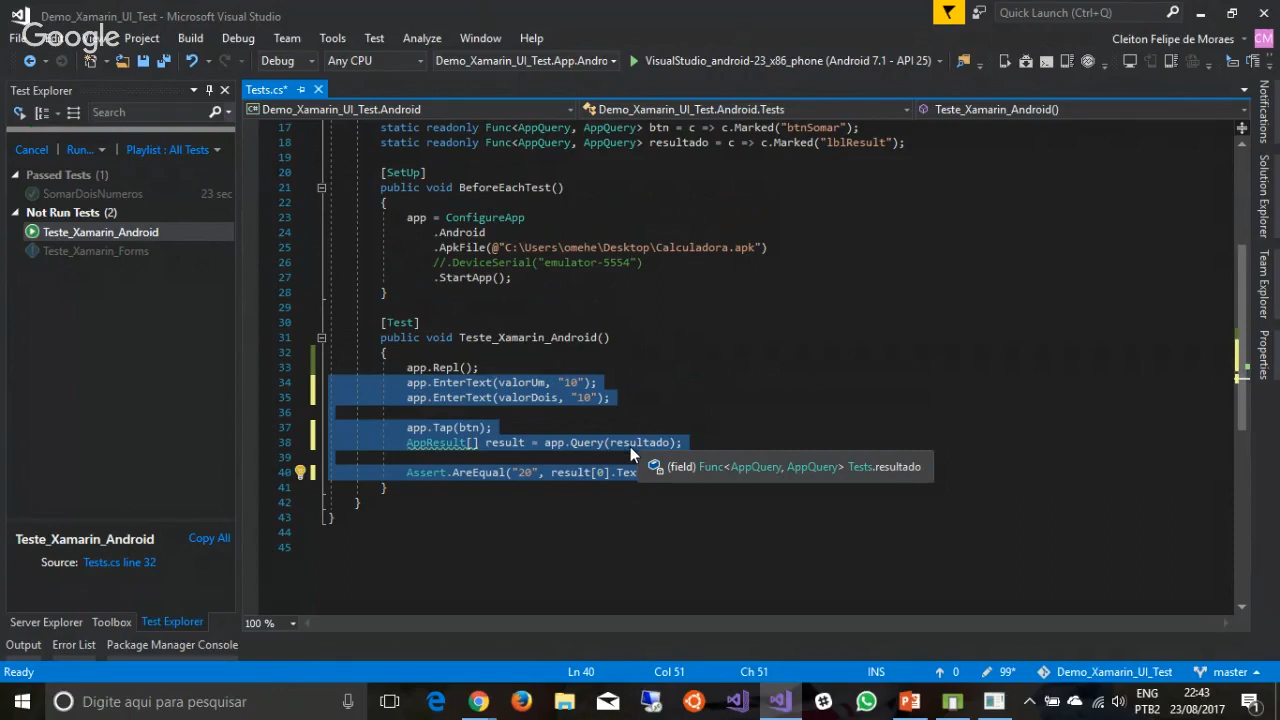 Demo_Xamarin_UI_Test - Microsoft Visual Studio
Quick Launch (Ctrl+Q)
Google
Project Build Debug Team Tools Test Analyze Window Help
Cleiton Felipe de Moraes
CM
Debug
Any CPU
Demo_Xamarin_UI_Test.App.Andro
VisualStudio_android-23_x86_phone (Android 7.1 - API 25)
Test Explorer
Search
Cancel
Run...
Playlist : All Tests
Passed Tests (1)
SomarDoisNumeros 23 sec
Not Run Tests (2)
Teste_Xamarin_Android
Teste_Xamarin_Forms
Teste_Xamarin_Android
Copy All
Source: Tests.cs line 32
Server Explorer Toolbox Test Explorer
Tests.cs*
Demo_Xamarin_UI_Test.Android
Demo_Xamarin_UI_Test.Android.Tests
Teste_Xamarin_Android()
17 static readonly Func<AppQuery, AppQuery> btn = c => c.Marked("btnSomar");
18 static readonly Func<AppQuery, AppQuery> resultado = c => c.Marked("lblResult");
19
20 [SetUp]
21 public void BeforeEachTest()
22 {
23 app = ConfigureApp
24 .Android
25 .ApkFile(@"C:\Users\omehe\Desktop\Calculadora.apk")
26 //.DeviceSerial("emulator-5554")
27 .StartApp();
28 }
29
30 [Test]
31 public void Teste_Xamarin_Android()
32 {
33 app.Repl();
34 app.EnterText(valorUm, "10");
35 app.EnterText(valorDois, "10");
36
37 app.Tap(btn);
38 AppResult[] result = app.Query(resultado);
39
40 Assert.AreEqual("20", result[0].Tex
41 }
42 }
43 }
44
45
(field) Func<AppQuery, AppQuery> Tests.resultado
100 %
Notifications
Solution Explorer
Team Explorer
Properties
Output Error List Package Manager Console
Ready
Ln 40 Col 51 Ch 51 INS
0 99* Demo_Xamarin_UI_Test master
Digite aqui para pesquisar
ENG
PTB2
22:43
23/08/2017
1